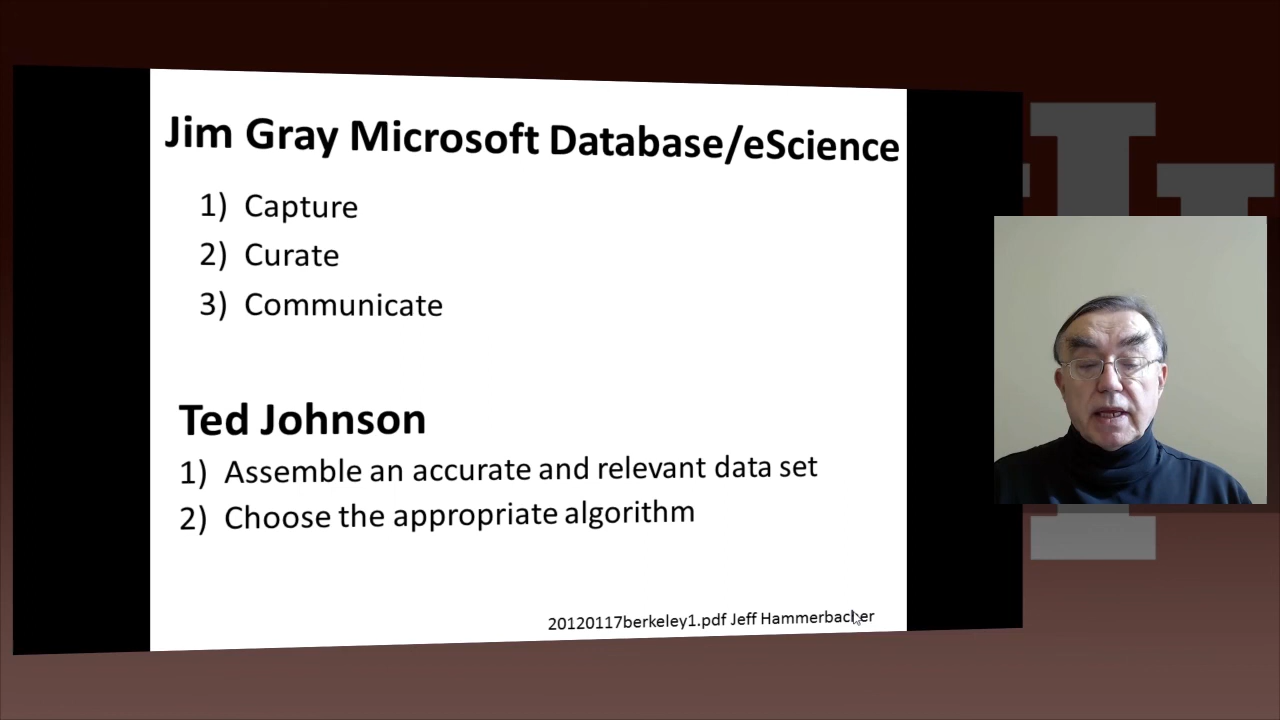 Jim Gray Microsoft Database/eScience
1) Capture
2) Curate
3) Communicate
Ted Johnson
1) Assemble an accurate and relevant data set
2) Choose the appropriate algorithm
20120117berkeley1.pdf Jeff Hammerbacher